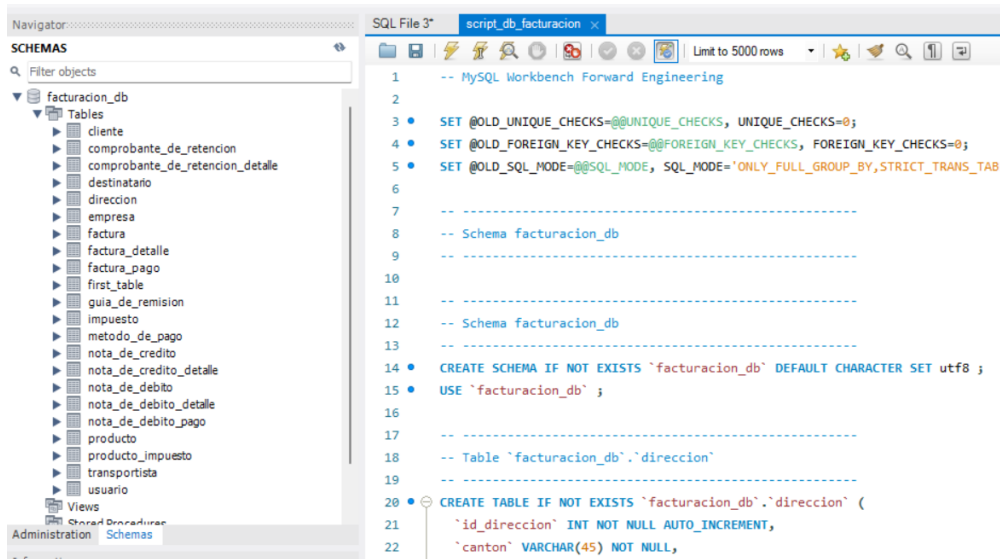 Navigator
SCHEMAS
Filter objects
facturacion_db
Tables
cliente
comprobante_de_retencion
comprobante_de_retencion_detalle
destinatario
direccion
empresa
factura
factura_detalle
factura_pago
first_table
guia_de_remision
impuesto
metodo_de_pago
nota_de_credito
nota_de_credito_detalle
nota_de_debito
nota_de_debito_detalle
nota_de_debito_pago
producto
producto_impuesto
transportista
usuario
Views
Stored Procedures
Administration Schemas
SQL File 3* script_db_facturacion
Limit to 5000 rows
1 -- MySQL Workbench Forward Engineering
2
3 SET @OLD_UNIQUE_CHECKS=@@UNIQUE_CHECKS, UNIQUE_CHECKS=0;
4 SET @OLD_FOREIGN_KEY_CHECKS=@@FOREIGN_KEY_CHECKS, FOREIGN_KEY_CHECKS=0;
5 SET @OLD_SQL_MODE=@@SQL_MODE, SQL_MODE='ONLY_FULL_GROUP_BY,STRICT_TRANS_TAB
6
7 -- -----------------------------------------------------
8 -- Schema facturacion_db
9 -- -----------------------------------------------------
10
11 -- -----------------------------------------------------
12 -- Schema facturacion_db
13 -- -----------------------------------------------------
14 CREATE SCHEMA IF NOT EXISTS `facturacion_db` DEFAULT CHARACTER SET utf8 ;
15 USE `facturacion_db` ;
16
17 -- -----------------------------------------------------
18 -- Table `facturacion_db`.`direccion`
19 -- -----------------------------------------------------
20 CREATE TABLE IF NOT EXISTS `facturacion_db`.`direccion` (
21 `id_direccion` INT NOT NULL AUTO_INCREMENT,
22 `canton` VARCHAR(45) NOT NULL,